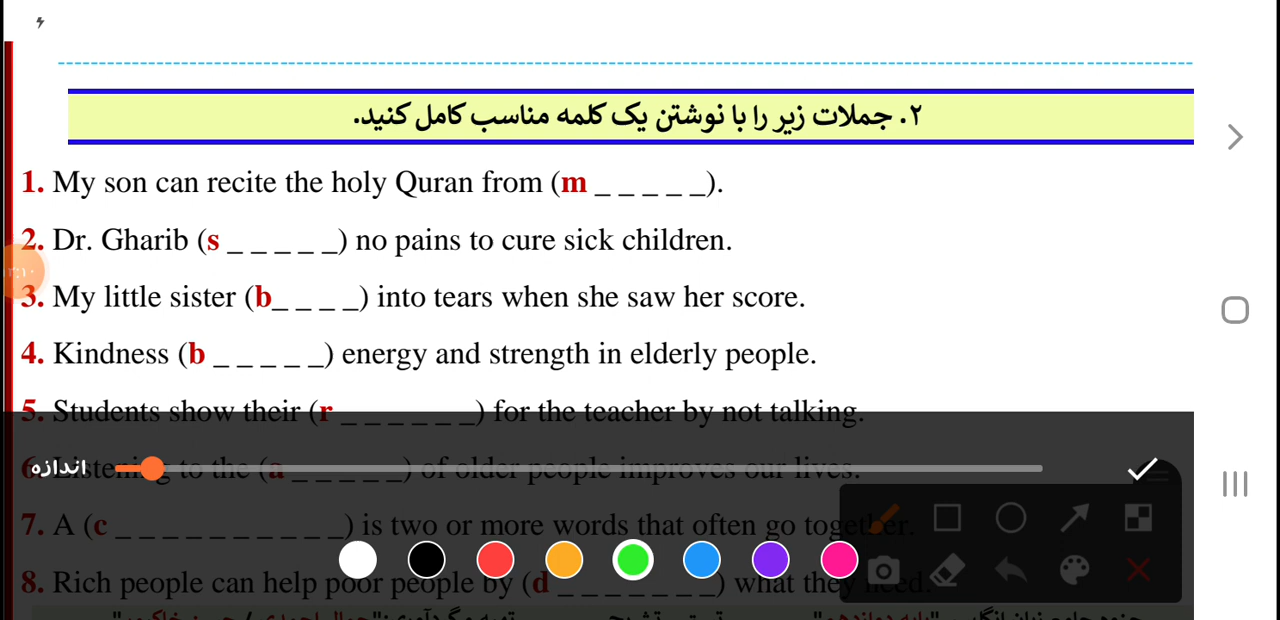 ۲. جملات زیر را با نوشتن یک کلمه مناسب کامل کنید.
1. My son can recite the holy Quran from (m _ _ _ _ _).
2. Dr. Gharib (s _ _ _ _ _) no pains to cure sick children.
3. My little sister (b_ _ _ _) into tears when she saw her score.
4. Kindness (b _ _ _ _ _) energy and strength in elderly people.
5. Students show their (r _ _ _ _ _ _) for the teacher by not talking.
6. Listening to the (a _ _ _ _ _) of older people improves our lives.
اندازه
7. A (c _ _ _ _ _ _ _ _ _ _) is two or more words that often go together.
8. Rich people can help poor people by (d _ _ _ _ _ _ _) what they need.